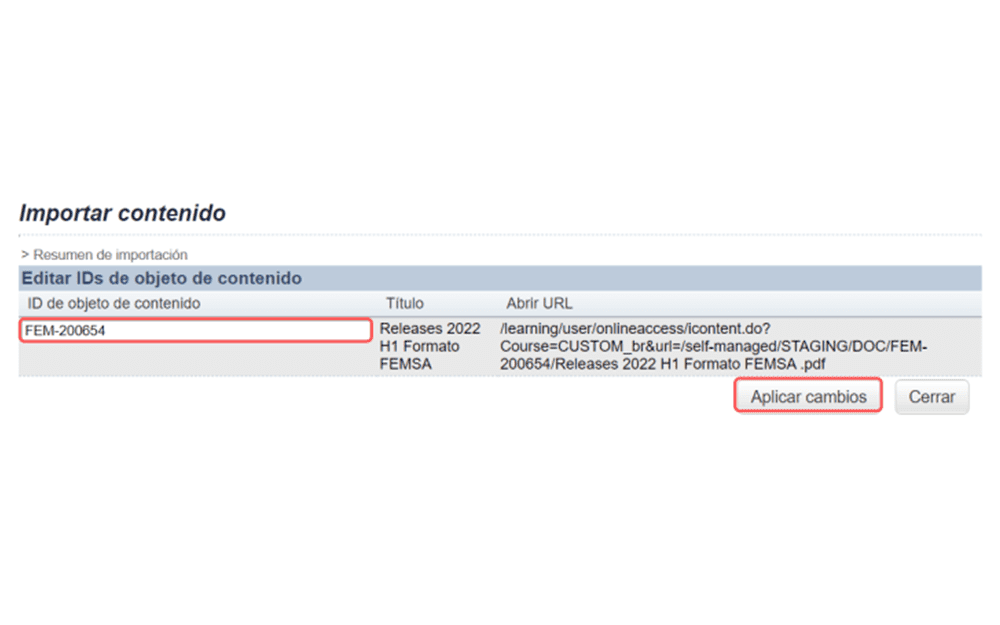 Importar contenido
> Resumen de importación
Editar IDs de objeto de contenido
ID de objeto de contenido Título Abrir URL
FEM-200654
Releases 2022
H1 Formato
FEMSA
/learning/user/onlineaccess/icontent.do?
Course=CUSTOM_br&url=/self-managed/STAGING/DOC/FEM-
200654/Releases 2022 H1 Formato FEMSA .pdf
Aplicar cambios Cerrar